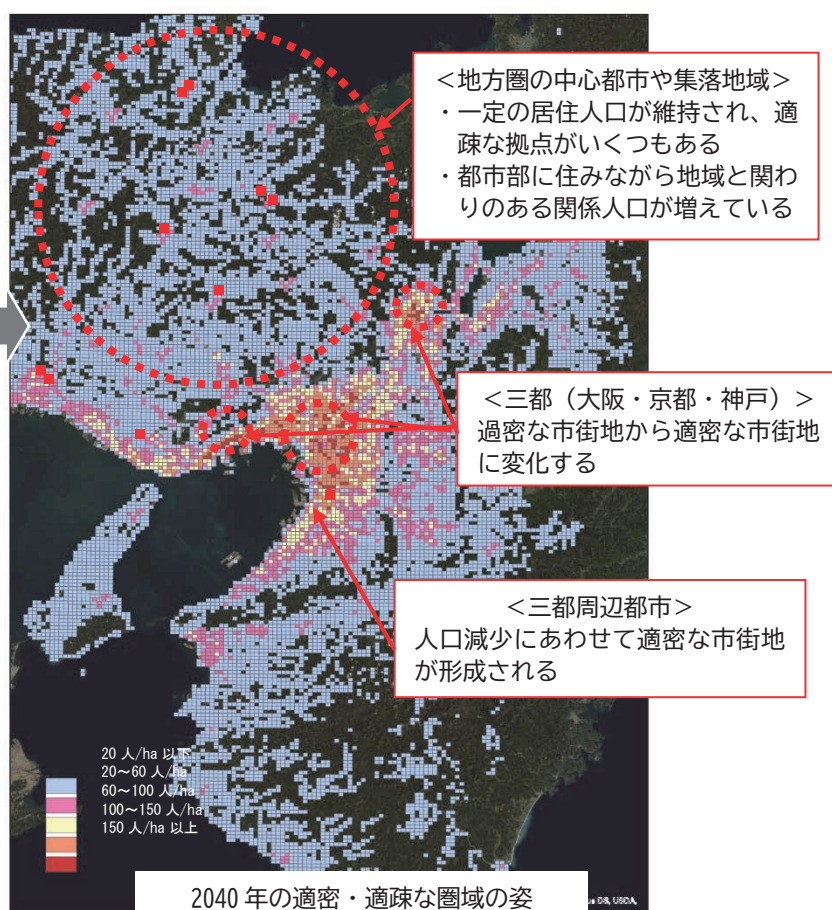 ＜地方圏の中心都市や集落地域＞
・一定の居住人口が維持され、適
疎な拠点がいくつもある
・都市部に住みながら地域と関わ
りのある関係人口が増えている
＜三都（大阪・京都・神戸）＞
過密な市街地から適密な市街地
に変化する
＜三都周辺都市＞
人口減少にあわせて適密な市街地
が形成される
20 人/ha 以下
20～60 人/ha
60～100 人/ha
100～150 人/ha
150 人/ha 以上
2040 年の適密・適疎な圏域の姿
DS, USDA,